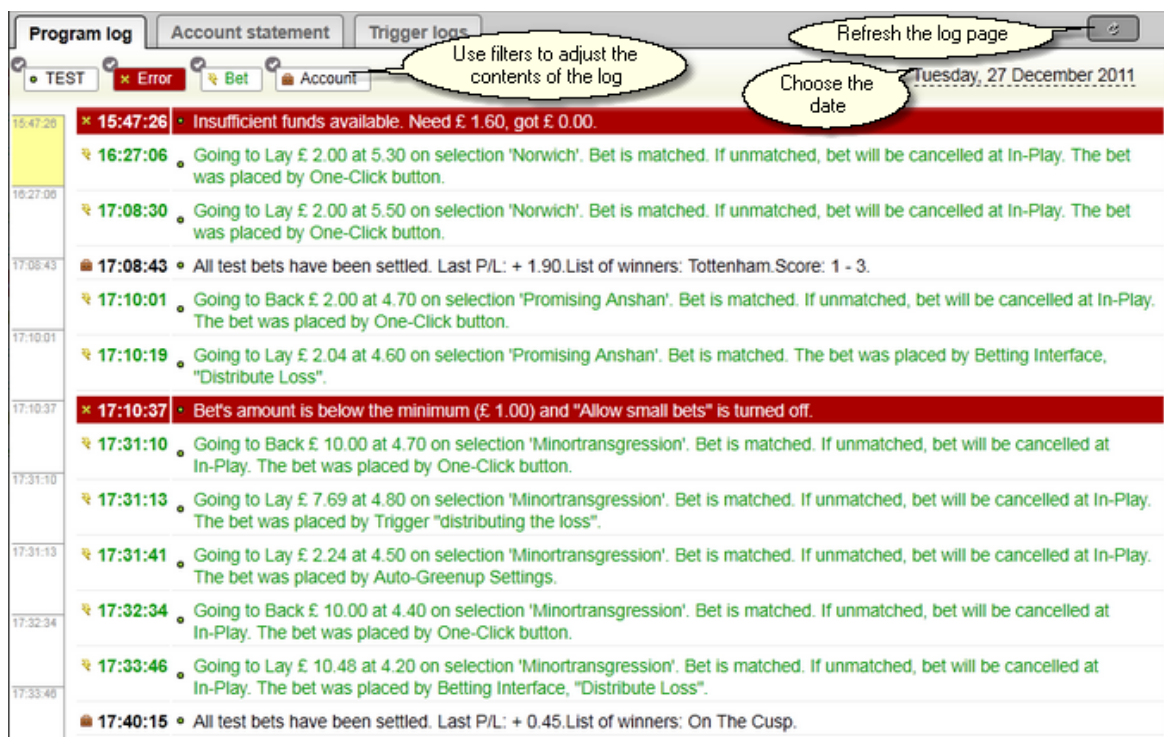 Program log
Account statement
Trigger logs
Refresh the log page
Use filters to adjust the
contents of the log
TEST
Error
Bet
Account
Choose the
date
Tuesday, 27 December 2011
15:47:26
15:47:26 Insufficient funds available. Need £ 1.60, got £ 0.00.
16:27:06 Going to Lay £ 2.00 at 5.30 on selection 'Norwich'. Bet is matched. If unmatched, bet will be cancelled at In-Play. The bet
was placed by One-Click button.
16:27:06
17:08:30 Going to Lay £ 2.00 at 5.50 on selection 'Norwich'. Bet is matched. If unmatched, bet will be cancelled at In-Play. The bet
was placed by One-Click button.
17:08:43
17:08:43 All test bets have been settled. Last P/L: + 1.90.List of winners: Tottenham.Score: 1 - 3.
17:10:01 Going to Back £ 2.00 at 4.70 on selection 'Promising Anshan'. Bet is matched. If unmatched, bet will be cancelled at In-Play.
The bet was placed by One-Click button.
17:10:01
17:10:19 Going to Lay £ 2.04 at 4.60 on selection 'Promising Anshan'. Bet is matched. The bet was placed by Betting Interface,
"Distribute Loss".
17:10:37
17:10:37 Bet's amount is below the minimum (£ 1.00) and "Allow small bets" is turned off.
17:31:10 Going to Back £ 10.00 at 4.70 on selection 'Minortransgression'. Bet is matched. If unmatched, bet will be cancelled at
In-Play. The bet was placed by One-Click button.
17:31:10
17:31:13 Going to Lay £ 7.69 at 4.80 on selection 'Minortransgression'. Bet is matched. If unmatched, bet will be cancelled at In-Play.
The bet was placed by Trigger "distributing the loss".
17:31:13
17:31:41 Going to Lay £ 2.24 at 4.50 on selection 'Minortransgression'. Bet is matched. If unmatched, bet will be cancelled at In-Play.
The bet was placed by Auto-Greenup Settings.
17:32:34
17:32:34 Going to Back £ 10.00 at 4.40 on selection 'Minortransgression'. Bet is matched. If unmatched, bet will be cancelled at
In-Play. The bet was placed by One-Click button.
17:33:46 Going to Lay £ 10.48 at 4.20 on selection 'Minortransgression'. Bet is matched. If unmatched, bet will be cancelled at
In-Play. The bet was placed by Betting Interface, "Distribute Loss".
17:33:46
17:40:15 All test bets have been settled. Last P/L: + 0.45.List of winners: On The Cusp.